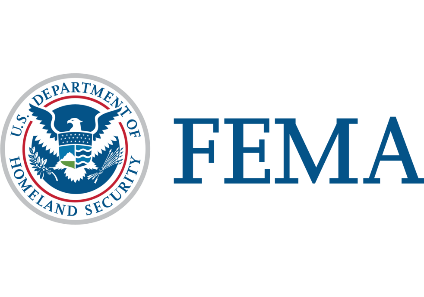 U.S. DEPARTMENT OF
HOMELAND SECURITY
FEMA